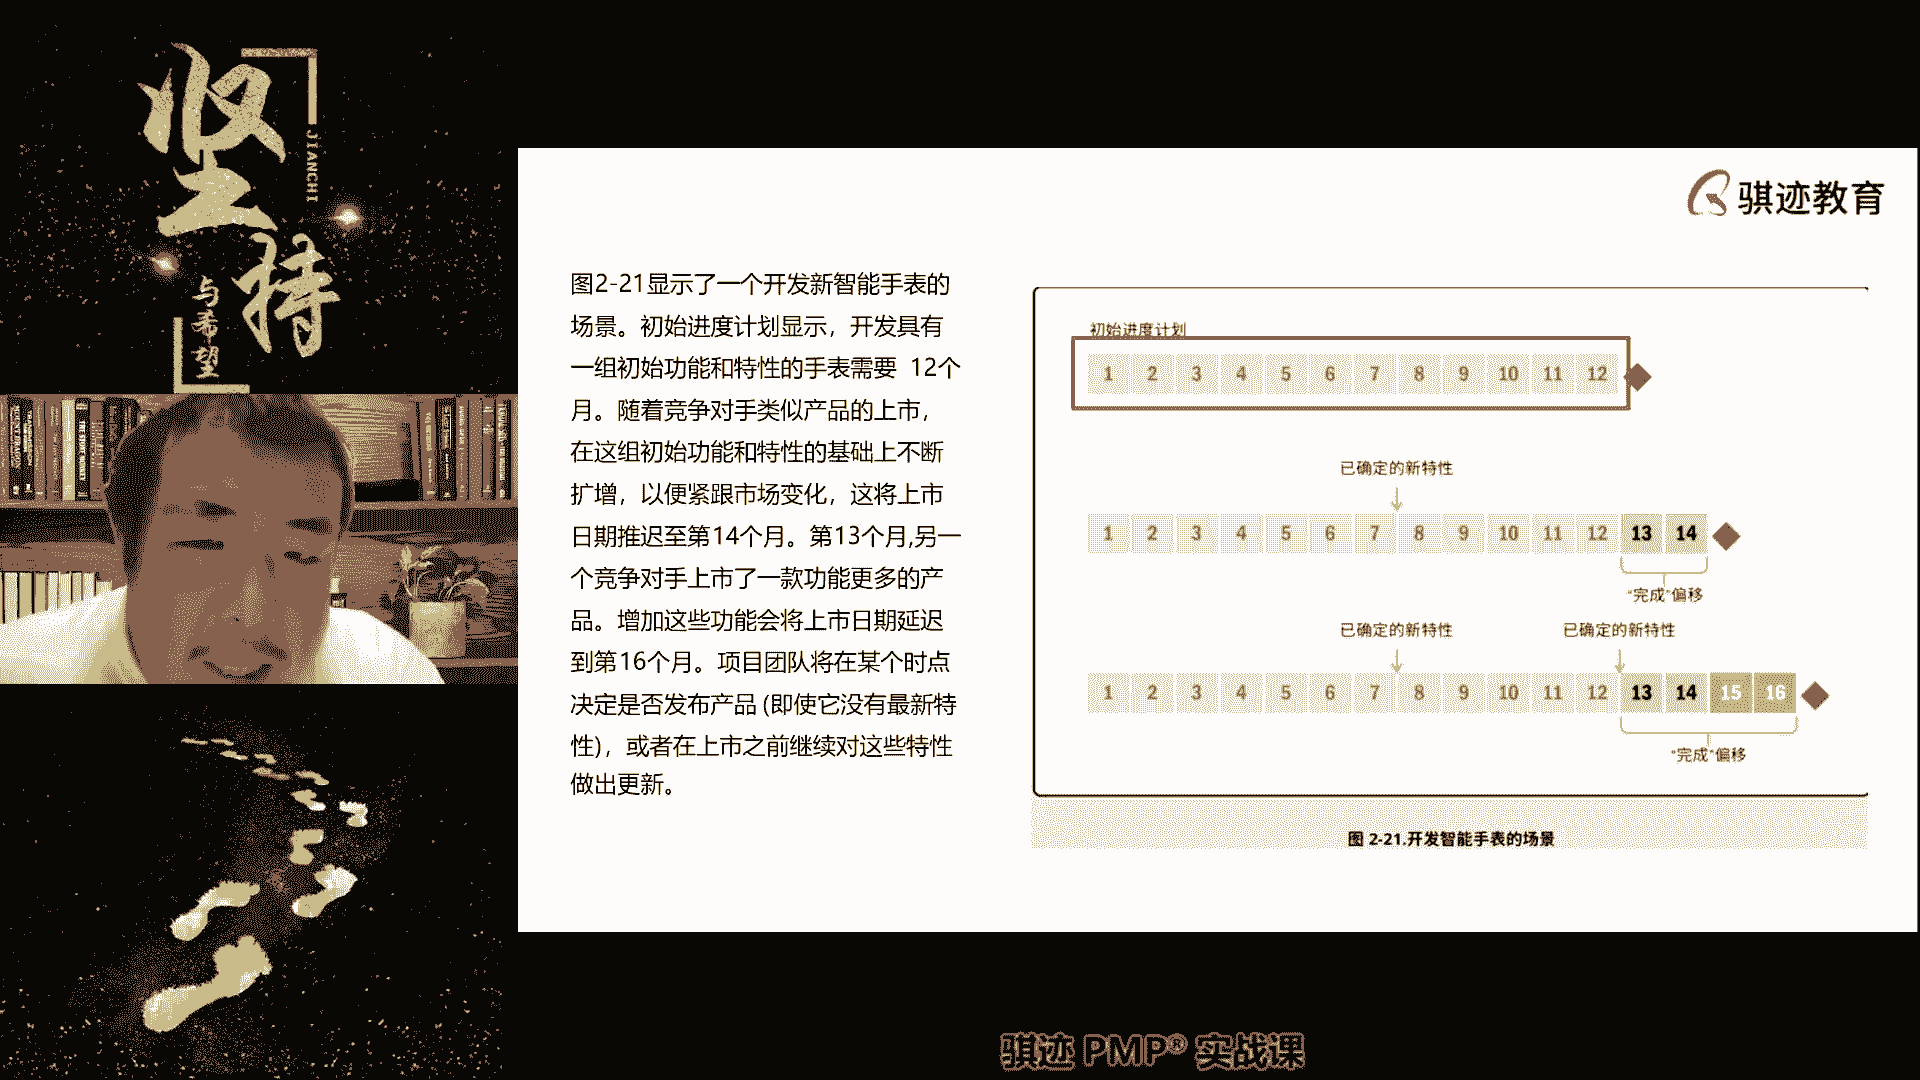 坚持
JIANCHI
与希望
骐迹教育
图2-21显示了一个开发新智能手表的
场景。初始进度计划显示，开发具有
一组初始功能和特性的手表需要 12个
月。随着竞争对手类似产品的上市，
在这组初始功能和特性的基础上不断
扩增，以便紧跟市场变化，这将上市
日期推迟至第14个月。第13个月,另一
个竞争对手上市了一款功能更多的产
品。增加这些功能会将上市日期延迟
到第16个月。项目团队将在某个时点
决定是否发布产品 (即使它没有最新特
性)，或者在上市之前继续对这些特性
做出更新。
初始进度计划
1 2 3 4 5 6 7 8 9 10 11 12
已确定的新特性
1 2 3 4 5 6 7 8 9 10 11 12 13 14
“完成”偏移
已确定的新特性 已确定的新特性
1 2 3 4 5 6 7 8 9 10 11 12 13 14 15 16
“完成”偏移
图 2-21.开发智能手表的场景
骐迹 PMP® 实战课